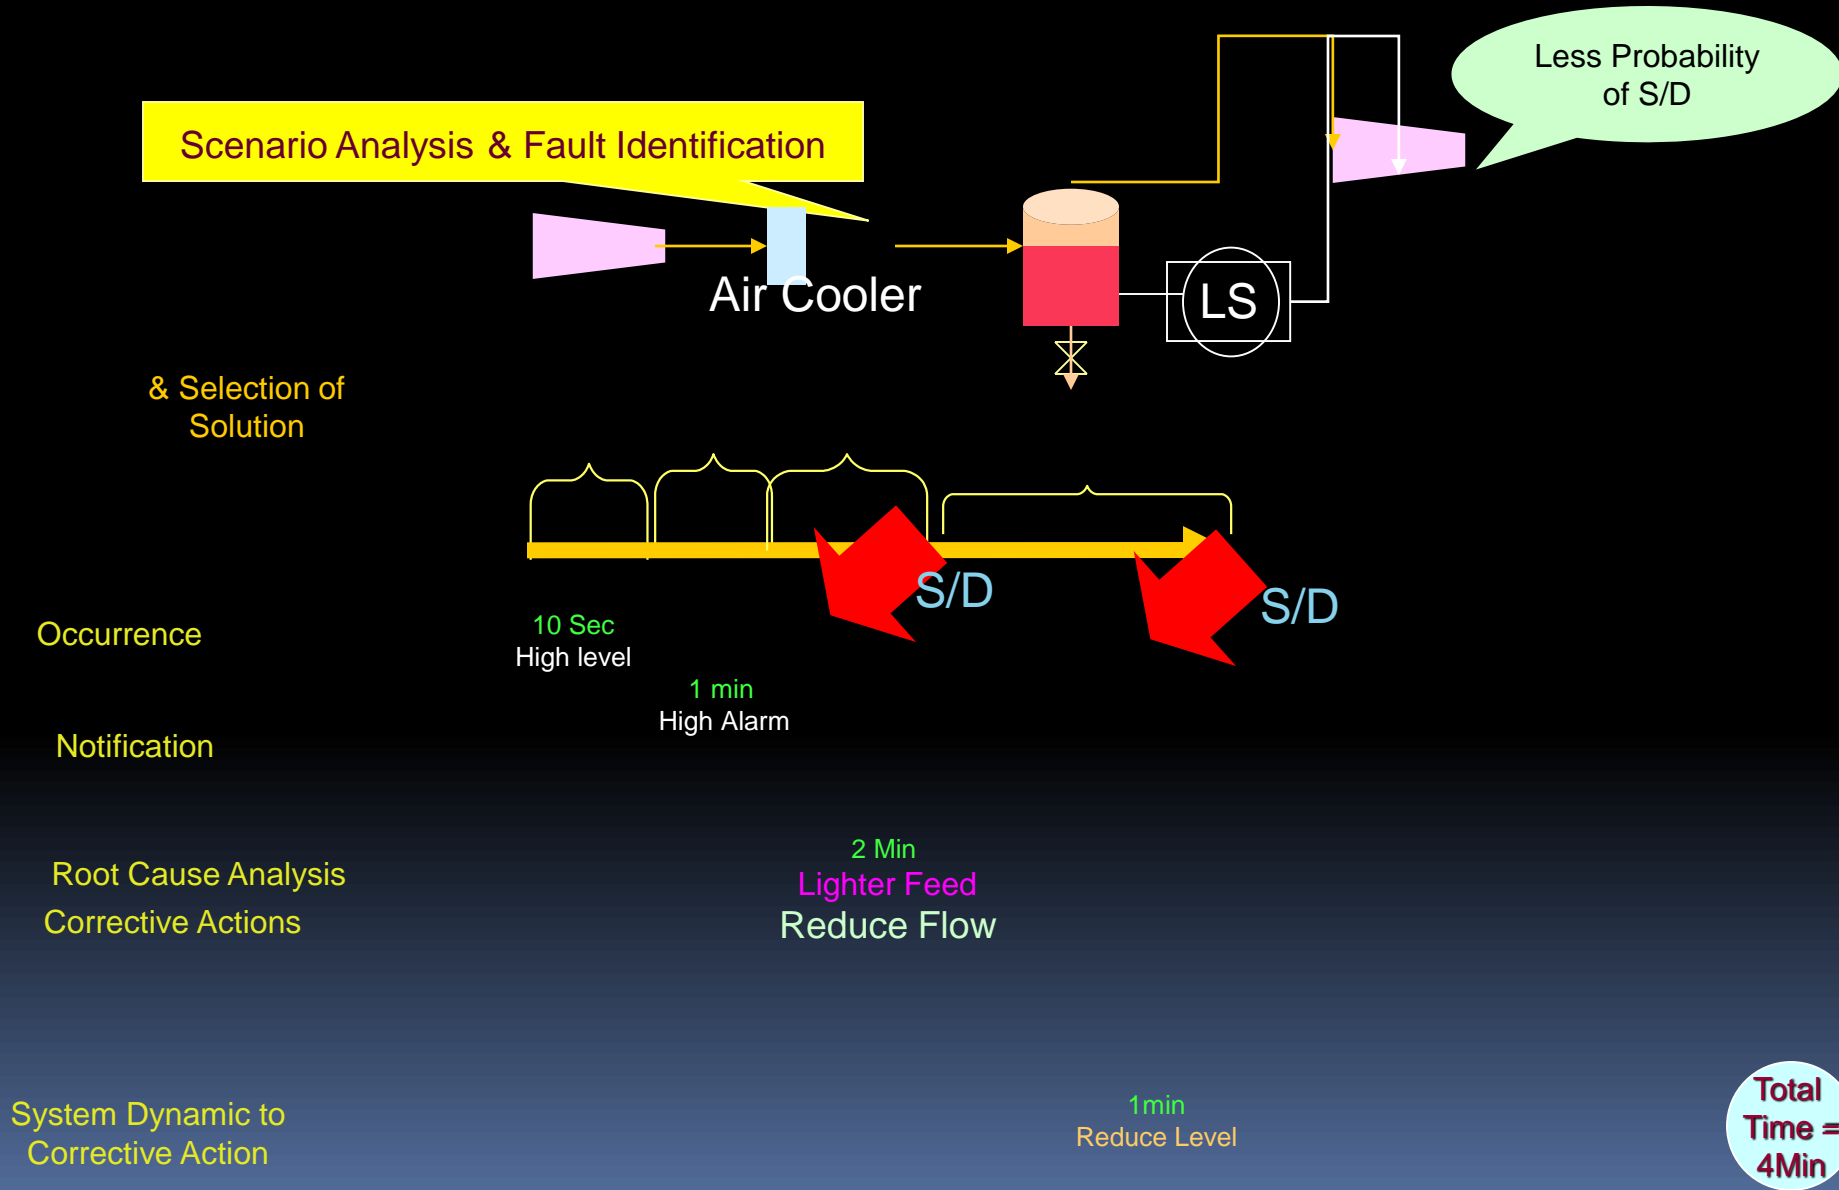 Less Probability
of S/D
Scenario Analysis & Fault Identification
Air Cooler
LS
& Selection of
Solution
S/D
S/D
Occurrence
10 Sec
High level
1 min
High Alarm
Notification
2 Min
Lighter Feed
Reduce Flow
Root Cause Analysis
Corrective Actions
System Dynamic to
Corrective Action
1min
Reduce Level
Total
Time =
4Min